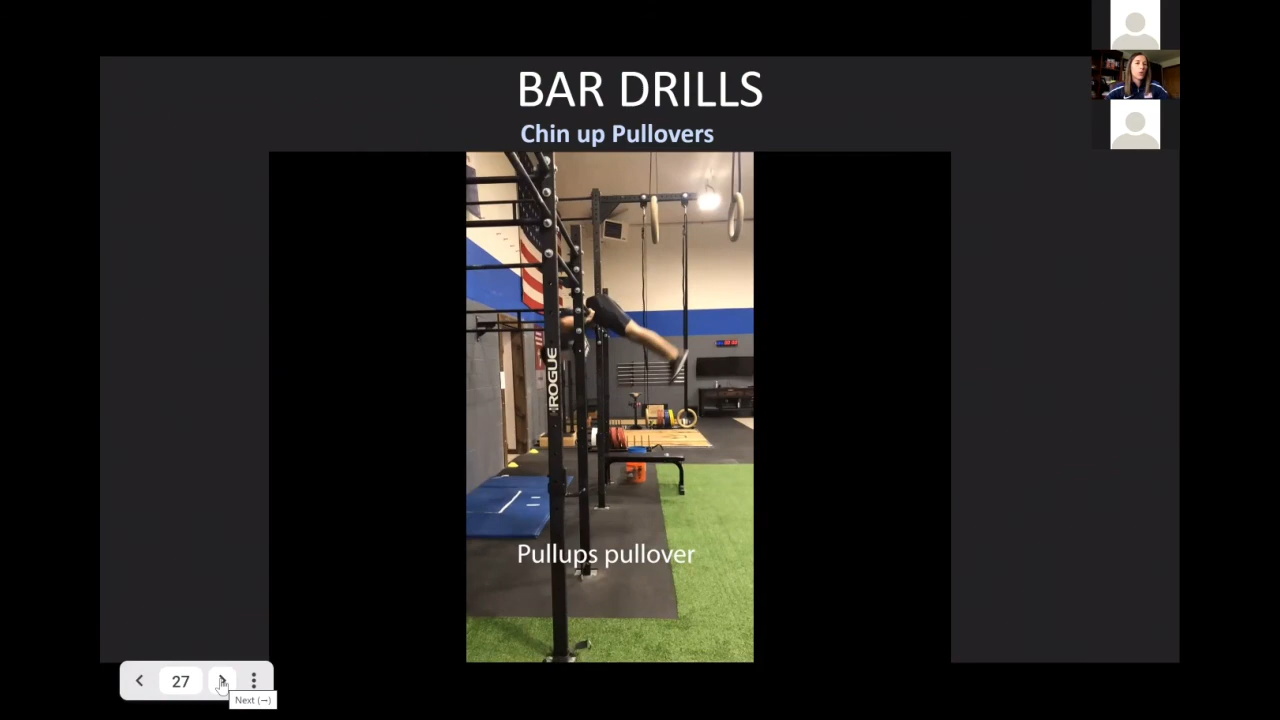 BAR DRILLS
Chin up Pullovers
ROGUE
Pullups pullover
27
Next (→)